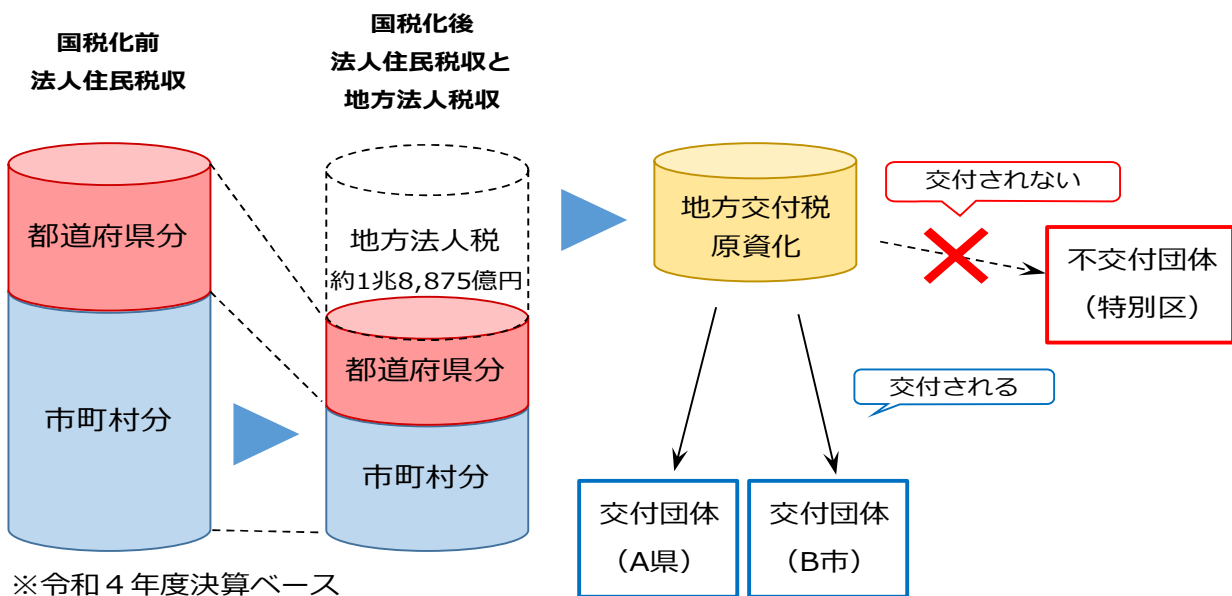 国税化前
法人住民税収
国税化後
法人住民税収と
地方法人税収
都道府県分
市町村分
地方法人税
約1兆8,875億円
都道府県分
市町村分
地方交付税
原資化
交付されない
不交付団体
（特別区）
交付される
交付団体
（A県）
交付団体
（B市）
※令和４年度決算ベース